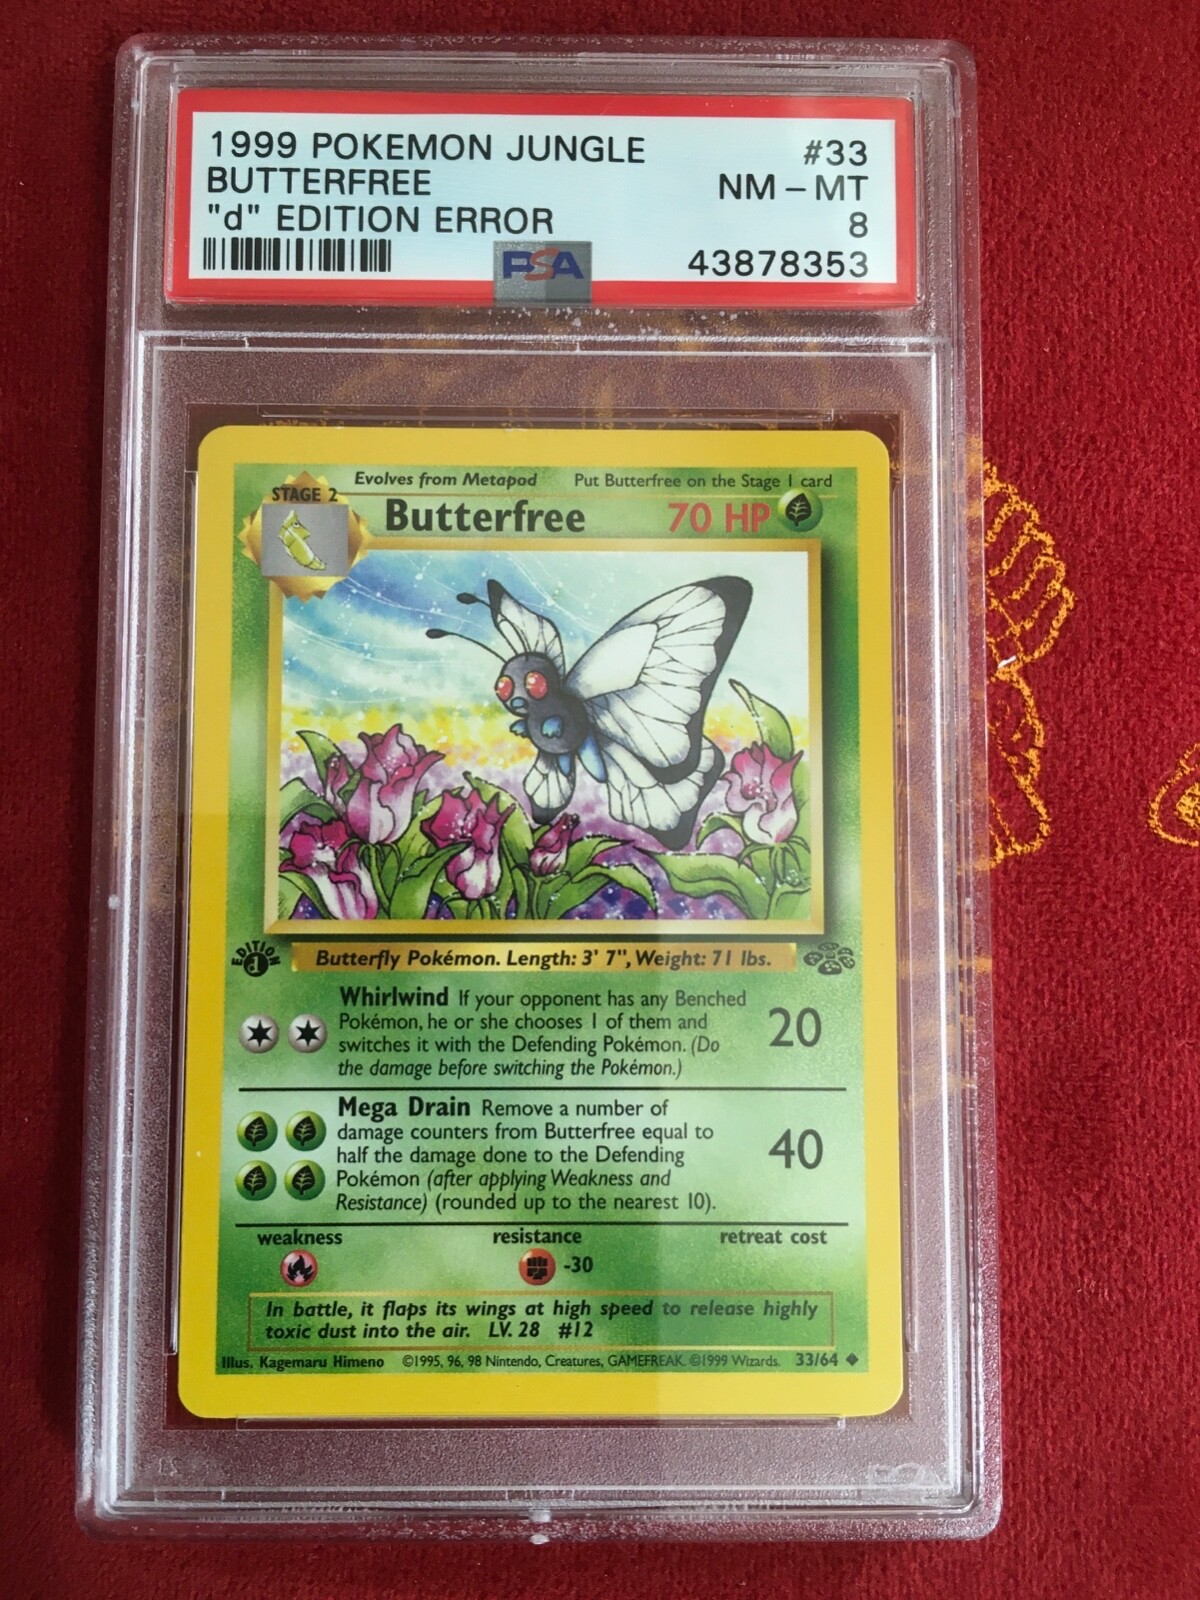 1999 POKEMON JUNGLE #33
BUTTERFREE NM – MT
"d" EDITION ERROR 8
PSA 43878353
Evolves from Metapod Put Butterfree on the Stage 1 card
STAGE 2
Butterfree 70 HP
EDITION
d
Butterfly Pokémon. Length: 3' 7", Weight: 71 lbs.
Whirlwind If your opponent has any Benched
Pokémon, he or she chooses 1 of them and
switches it with the Defending Pokémon. (Do
the damage before switching the Pokémon.)
20
Mega Drain Remove a number of
damage counters from Butterfree equal to
half the damage done to the Defending
Pokémon (after applying Weakness and
Resistance) (rounded up to the nearest 10).
40
weakness resistance retreat cost
-30
In battle, it flaps its wings at high speed to release highly
toxic dust into the air. LV. 28 #12
Illus. Kagemaru Himeno ©1995, 96, 98 Nintendo, Creatures, GAMEFREAK. ©1999 Wizards. 33/64